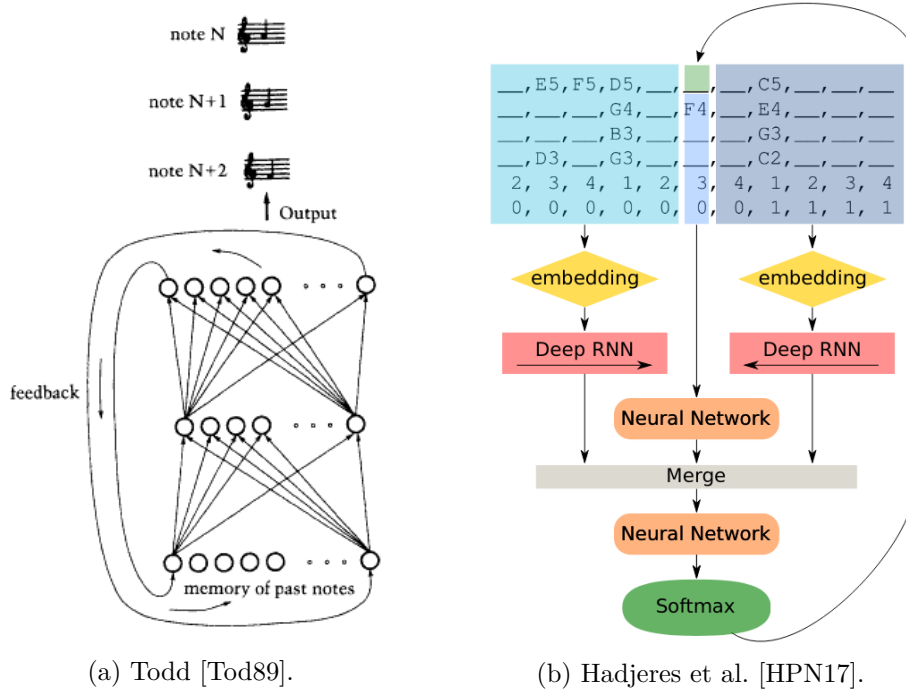 note N
note N+1
note N+2
Output
feedback
memory of past notes
(a) Todd [Tod89].
__,E5,F5,D5,__,__,__,C5,__,__,__
__,__,__,G4,__,F4,__,E4,__,__,__
__,__,__,B3,__,__,__,G3,__,__,__
__,D3,__,G3,__,__,__,C2,__,__,__
2, 3, 4, 1, 2, 3, 4, 1, 2, 3, 4
0, 0, 0, 0, 0, 0, 0, 1, 1, 1, 1
embedding
embedding
Deep RNN
Deep RNN
Neural Network
Merge
Neural Network
Softmax
(b) Hadjeres et al. [HPN17].